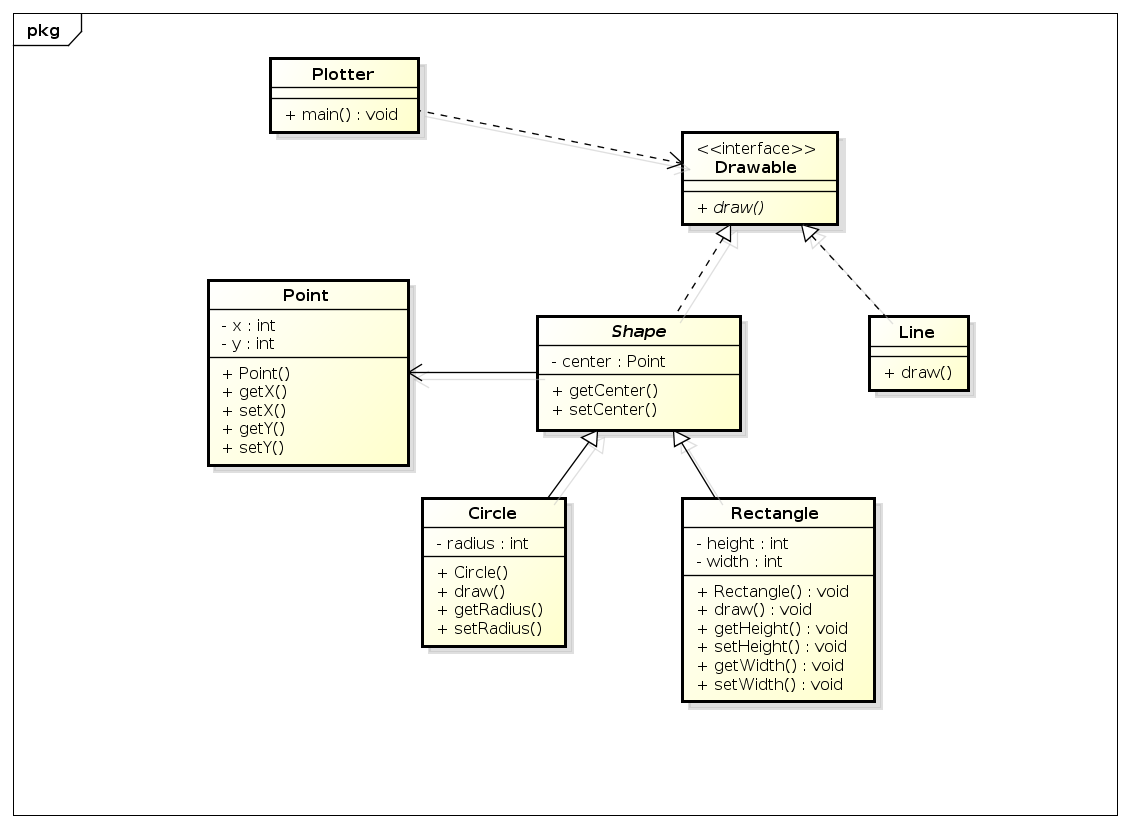 pkg
Plotter
+ main() : void
<<interface>>
Drawable
+ draw()
Point
- x : int
- y : int
+ Point()
+ getX()
+ setX()
+ getY()
+ setY()
Shape
- center : Point
+ getCenter()
+ setCenter()
Line
+ draw()
Circle
- radius : int
+ Circle()
+ draw()
+ getRadius()
+ setRadius()
Rectangle
- height : int
- width : int
+ Rectangle() : void
+ draw() : void
+ getHeight() : void
+ setHeight() : void
+ getWidth() : void
+ setWidth() : void